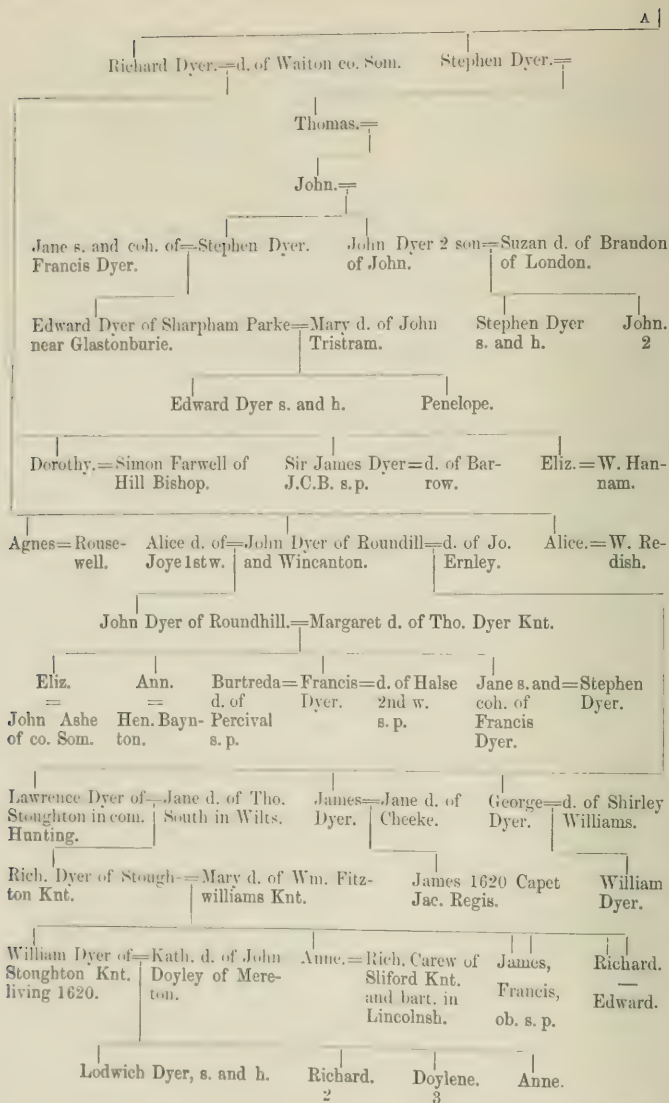 A
Richard Dyer.=d. of Waiton co. Som. Stephen Dyer.=
Thomas.=
John.=
Jane s. and coh. of=Stephen Dyer. John Dyer 2 son=Suzan d. of Brandon
Francis Dyer. of John. of London.
Edward Dyer of Sharpham Parke=Mary d. of John Stephen Dyer John.
near Glastonburie. Tristram. s. and h. 2
Edward Dyer s. and h. Penelope.
Dorothy.=Simon Farwell of Sir James Dyer=d. of Bar- Eliz.=W. Han-
Hill Bishop. J.C.B. s.p. row. nam.
Agnes=Rouse- Alice d. of=John Dyer of Roundill=d. of Jo. Alice.=W. Re-
well. Joye 1st w. and Wincanton. Ernley. dish.
John Dyer of Roundhill.=Margaret d. of Tho. Dyer Knt.
Eliz. Ann. Burtreda=Francis=d. of Halse Jane s. and=Stephen
= = d. of Dyer. 2nd w. coh. of Dyer.
John Ashe Hen. Bayn- Percival s. p. Francis
of co. Som. ton. s. p. Dyer.
Lawrence Dyer of=Jane d. of Tho. James=Jane d. of George=d. of Shirley
Stoughton in com. South in Wilts. Dyer. Cheeke. Dyer. Williams.
Hunting.
Rich. Dyer of Stough-=Mary d. of Wm. Fitz- James 1620 Capet William
ton Knt. williams Knt. Jac. Regis. Dyer.
William Dyer of=Kath. d. of John Anne.=Rich. Carew of James, Richard.
Stoughton Knt. Doyley of Mere- Sliford Knt. Francis, —
living 1620. ton. and bart. in ob. s. p. Edward.
Lincolnsh.
Lodwich Dyer, s. and h. Richard. Doylene. Anne.
2 3